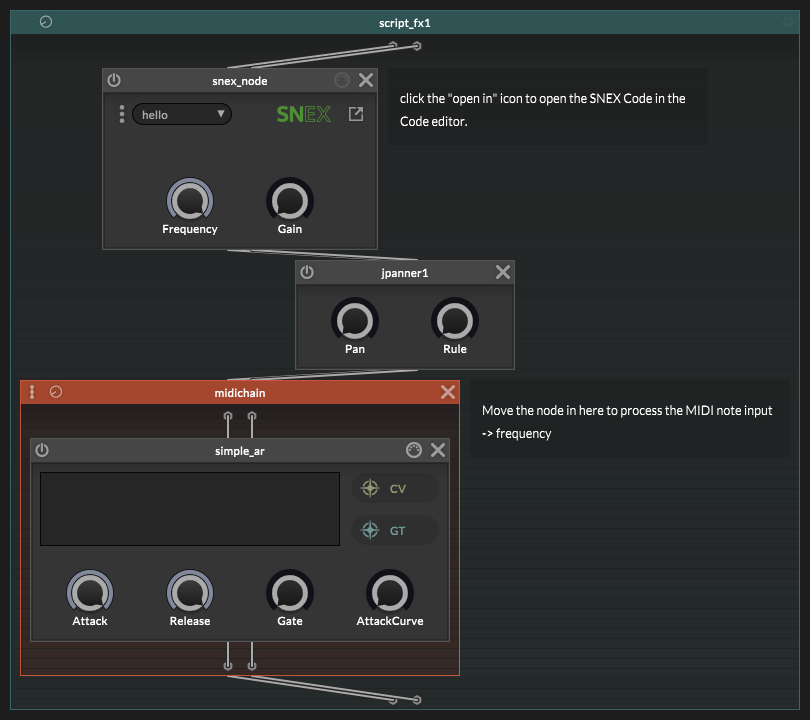 script_fx1
snex_node
hello
SNEX
click the "open in" icon to open the SNEX Code in the
Code editor.
Frequency
Gain
jpanner1
Pan
Rule
midichain
Move the node in here to process the MIDI note input
-> frequency
simple_ar
CV
GT
Attack
Release
Gate
AttackCurve